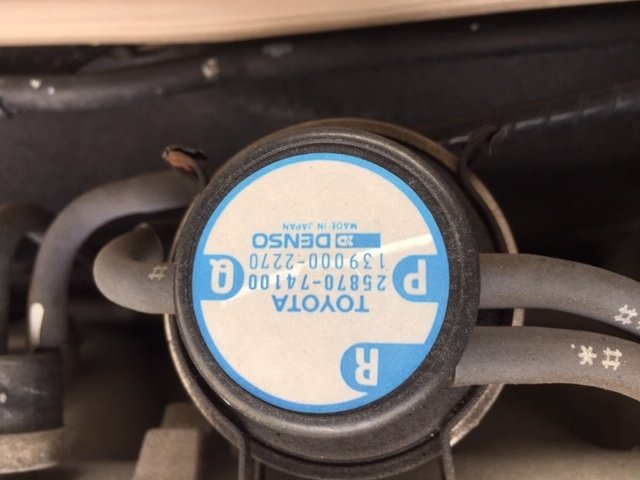 R
TOYOTA
P 25870-74100 Q
139000-2270
DENSO
MADE IN JAPAN
#*
#
#